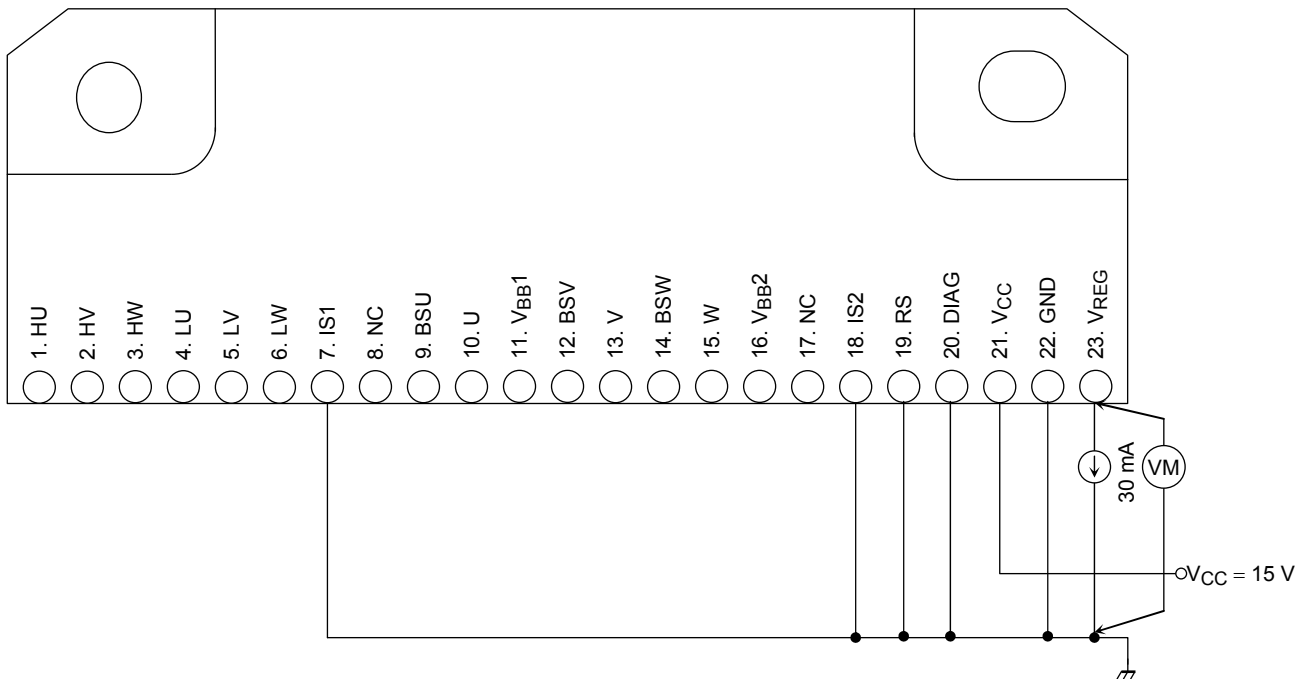 1. HU
2. HV
3. HW
4. LU
5. LV
6. LW
7. IS1
8. NC
9. BSU
10. U
11. VBB1
12. BSV
13. V
14. BSW
15. W
16. VBB2
17. NC
18. IS2
19. RS
20. DIAG
21. VCC
22. GND
23. VREG
30 mA
VM
VCC = 15 V